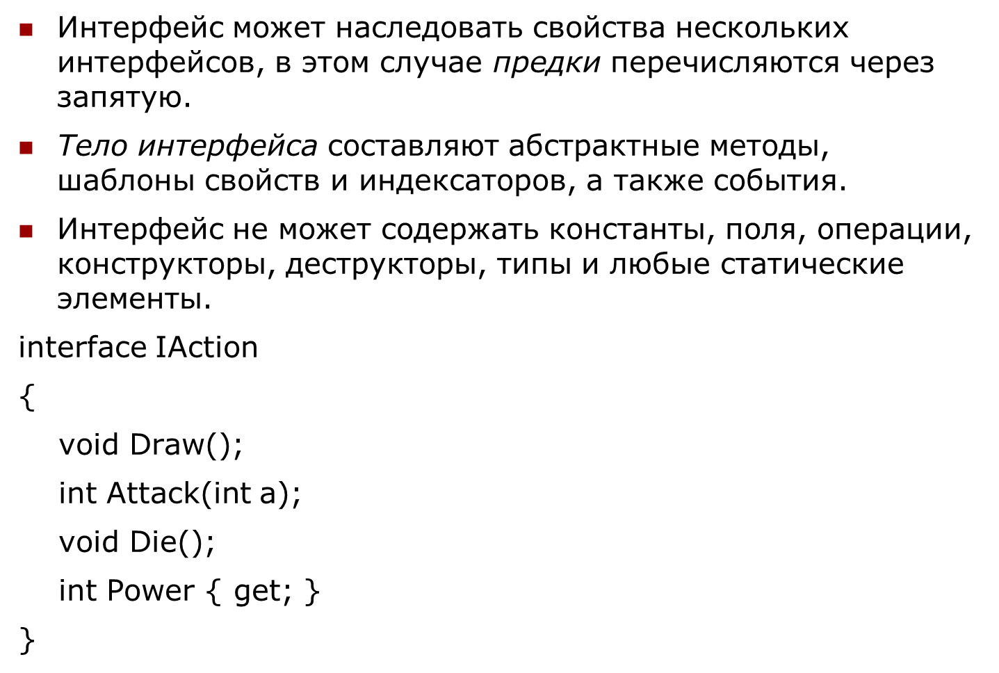 Интерфейс может наследовать свойства нескольких
интерфейсов, в этом случае предки перечисляются через
запятую.
Тело интерфейса составляют абстрактные методы,
шаблоны свойств и индексаторов, а также события.
Интерфейс не может содержать константы, поля, операции,
конструкторы, деструкторы, типы и любые статические
элементы.
interface IAction
{
void Draw();
int Attack(int a);
void Die();
int Power { get; }
}